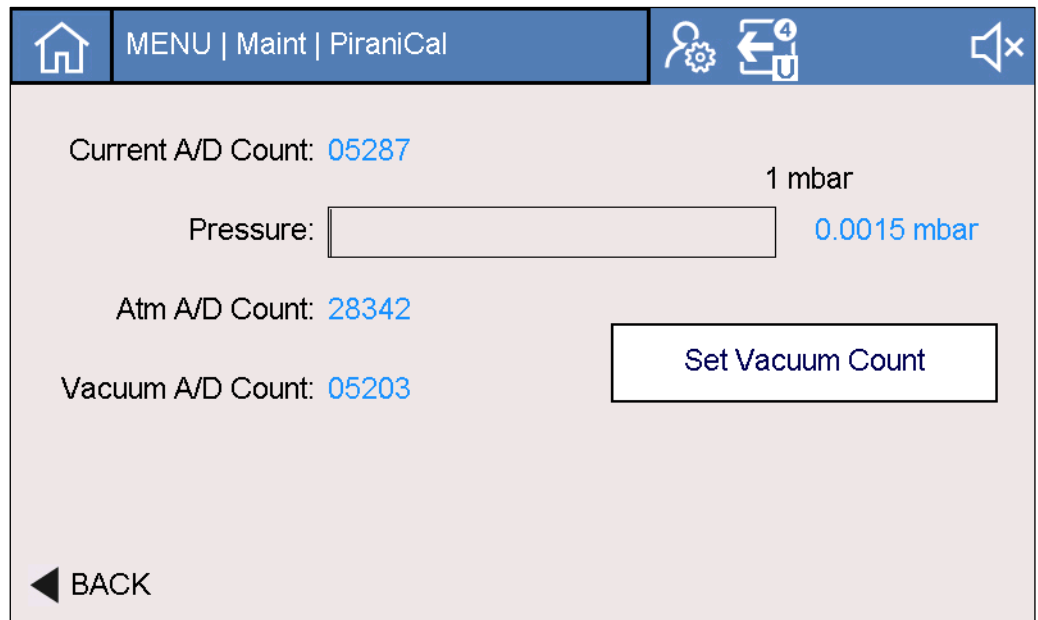 MENU | Maint | PiraniCal
4
U
Current A/D Count: 05287
1 mbar
Pressure: 0.0015 mbar
Atm A/D Count: 28342
Set Vacuum Count
Vacuum A/D Count: 05203
BACK